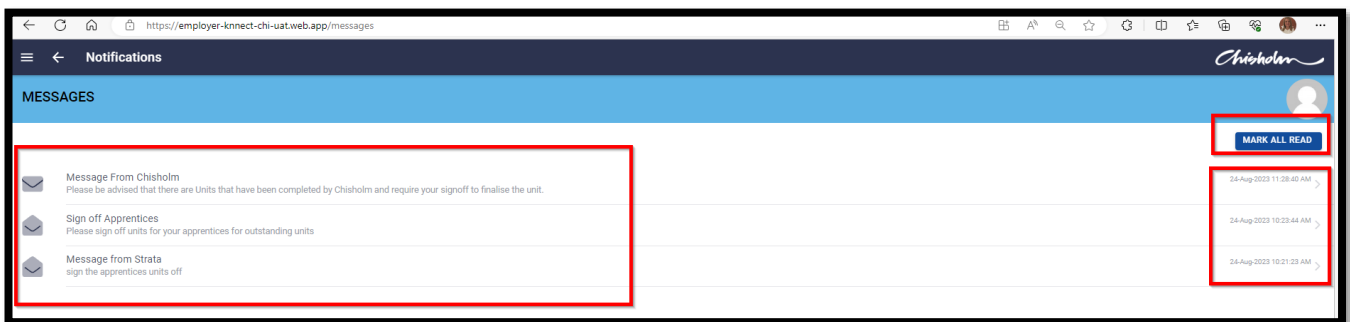 https://employer-knnect-chi-uat.web.app/messages
Notifications
Chisholm
MESSAGES
MARK ALL READ
Message From Chisholm
24-Aug-2023 11:28:40 AM
Please be advised that there are Units that have been completed by Chisholm and require your signoff to finalise the unit.
Sign off Apprentices
24-Aug-2023 10:23:44 AM
Please sign off units for your apprentices for outstanding units
Message from Strata
24-Aug-2023 10:21:23 AM
sign the apprentices units off